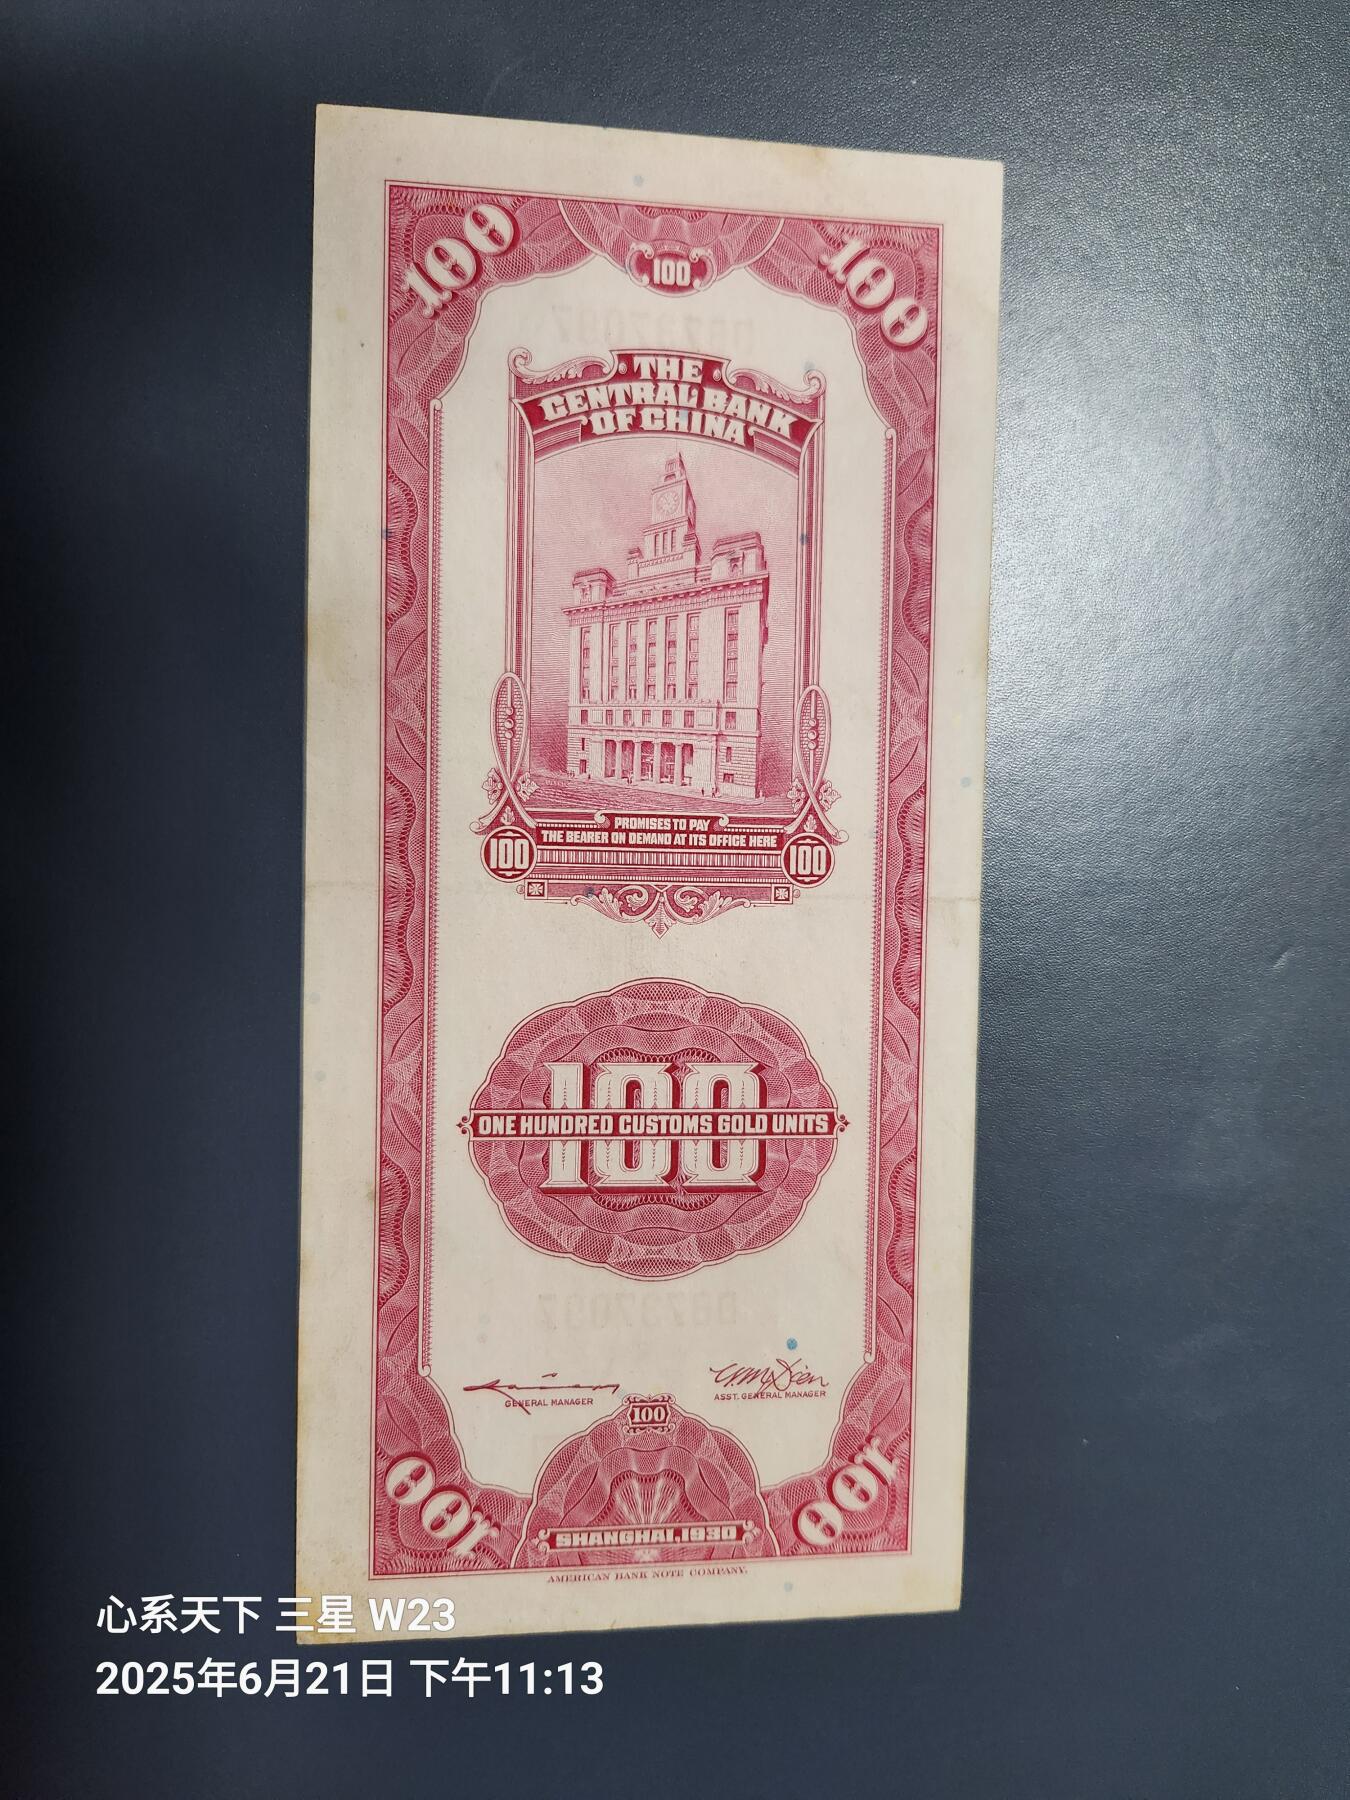 100
100
100
THE
CENTRAL BANK
OF CHINA
PROMISES TO PAY
THE BEARER ON DEMAND AT ITS OFFICE HERE
100
100
100
ONE HUNDRED CUSTOMS GOLD UNITS
GENERAL MANAGER
ASST. GENERAL MANAGER
100
100
100
SHANGHAI, 1930
AMERICAN BANK NOTE COMPANY.
心系天下 三星 W23
2025年6月21日 下午11:13